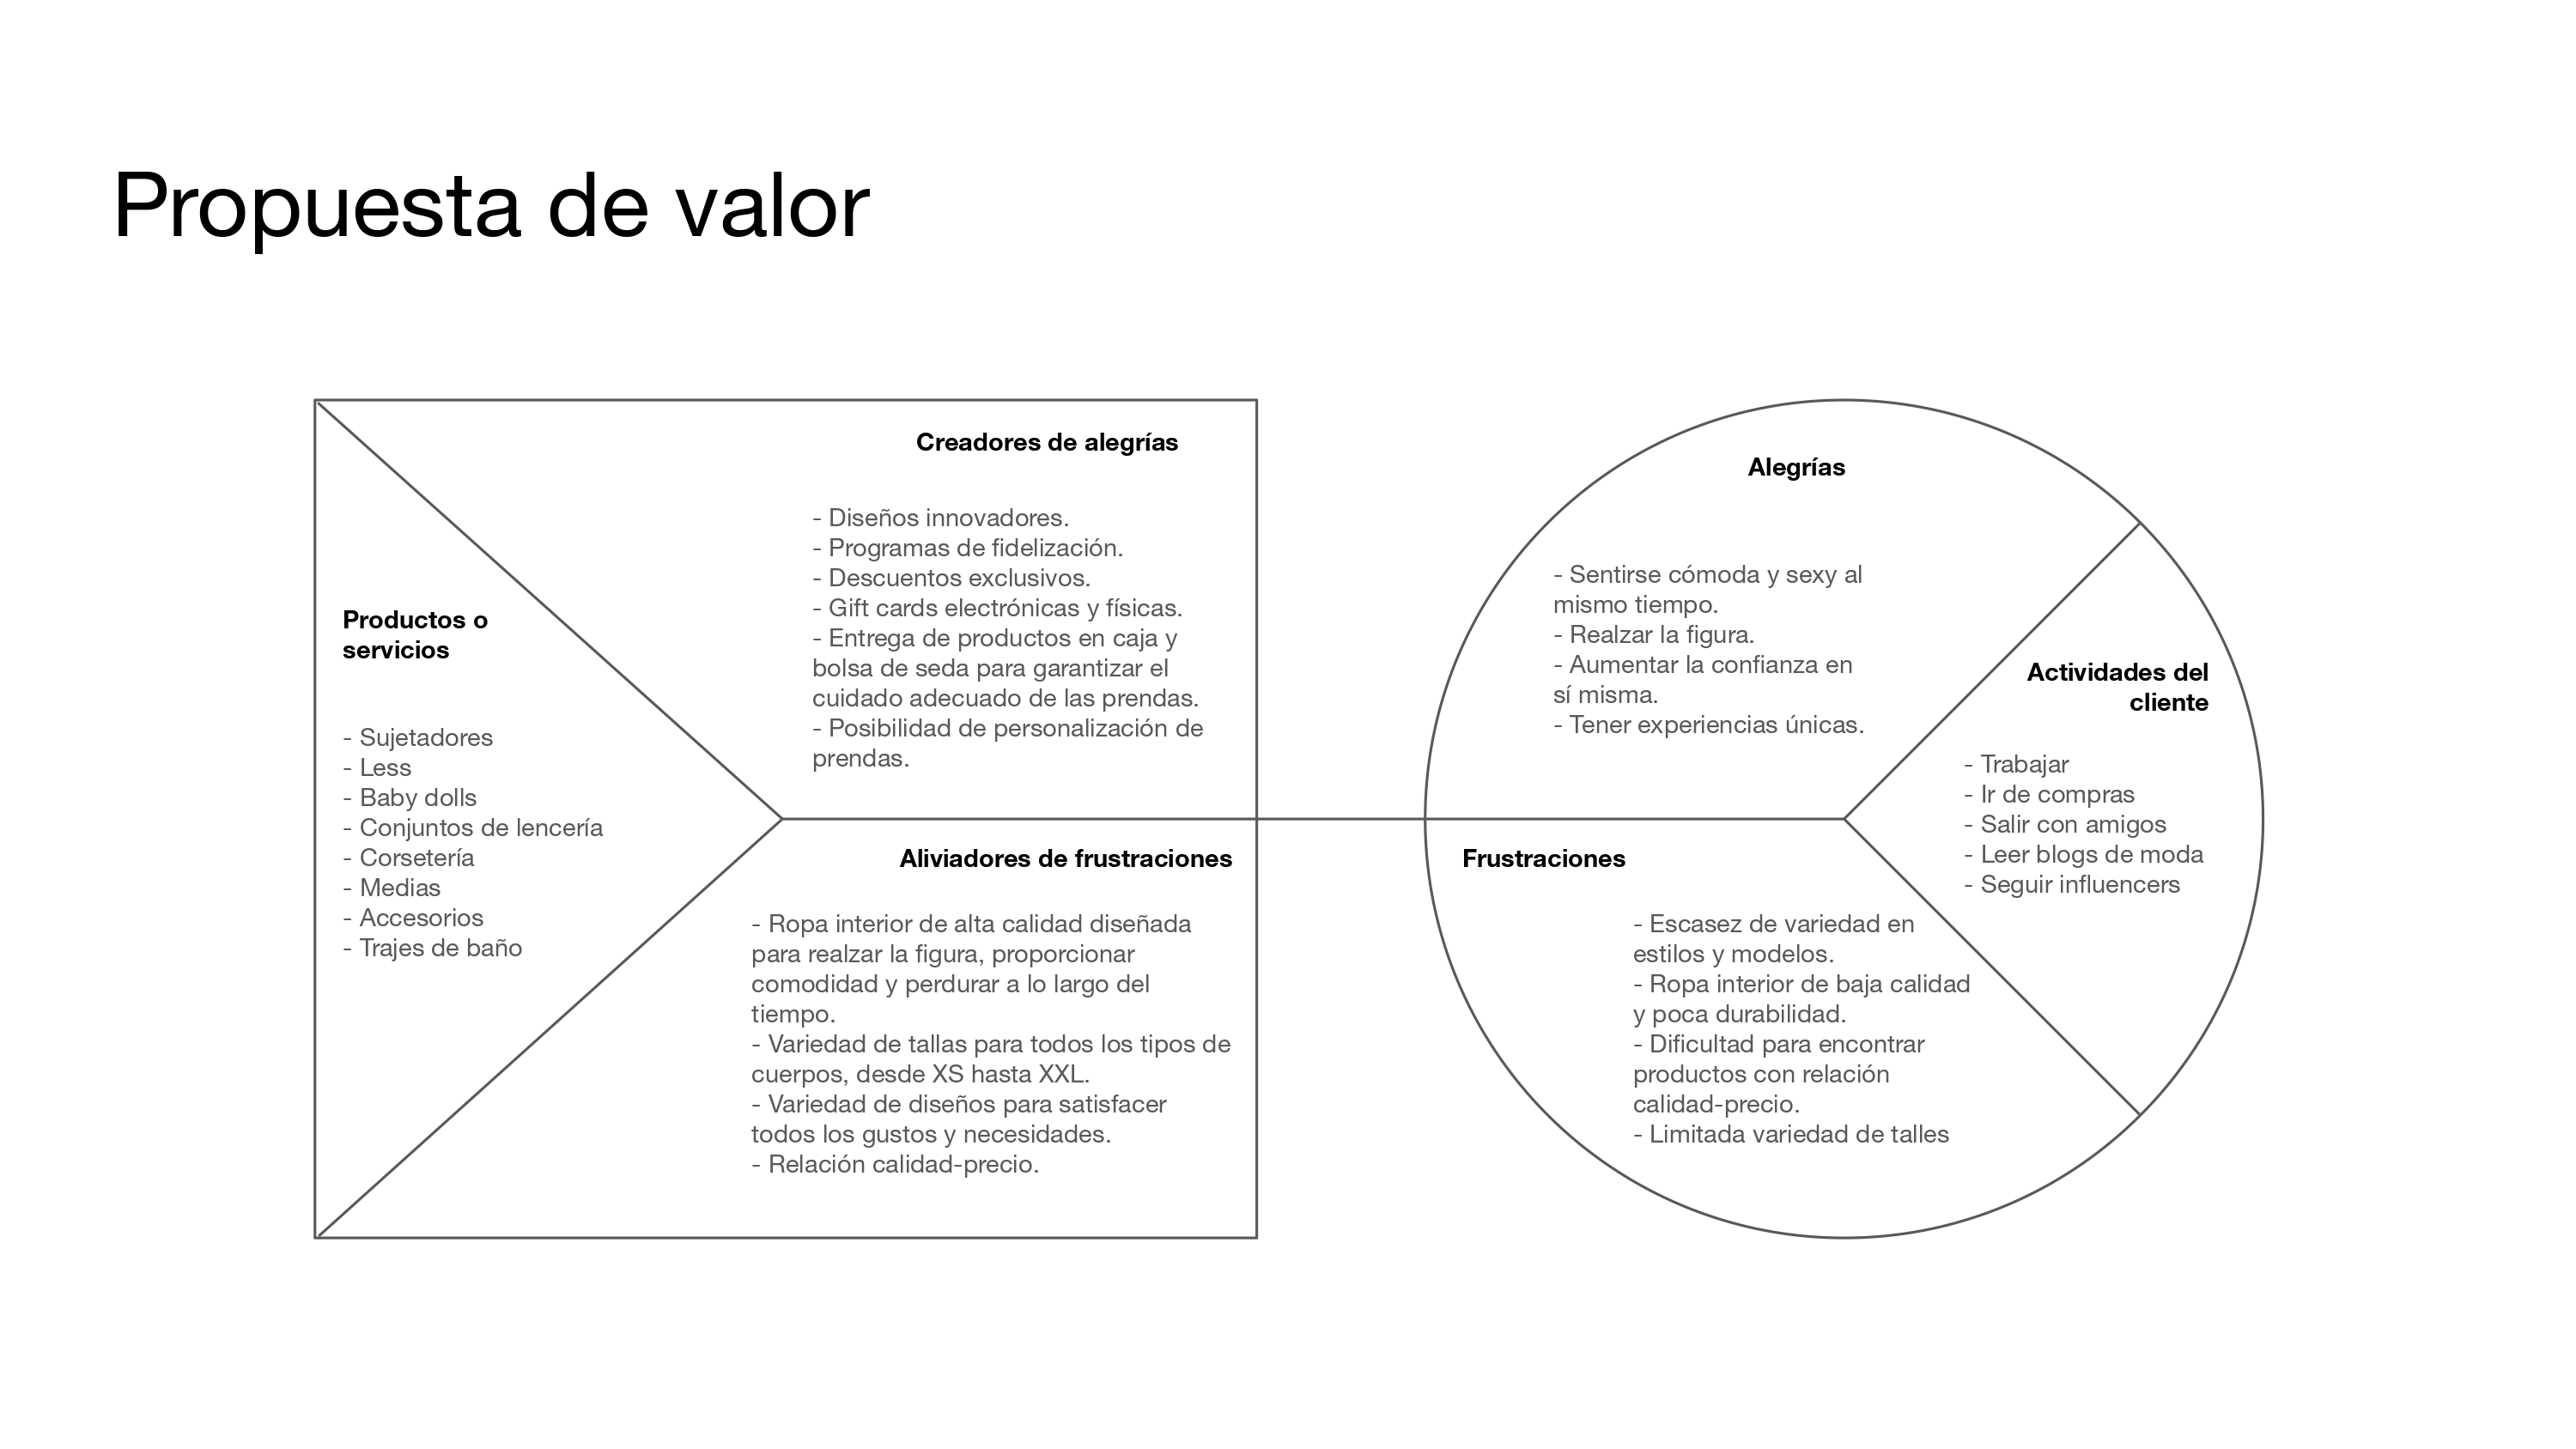 Propuesta de valor
Productos o
servicios
- Sujetadores
- Less
- Baby dolls
- Conjuntos de lencería
- Corsetería
- Medias
- Accesorios
- Trajes de baño
Creadores de alegrías
- Diseños innovadores.
- Programas de fidelización.
- Descuentos exclusivos.
- Gift cards electrónicas y físicas.
- Entrega de productos en caja y
bolsa de seda para garantizar el
cuidado adecuado de las prendas.
- Posibilidad de personalización de
prendas.
Aliviadores de frustraciones
- Ropa interior de alta calidad diseñada
para realzar la figura, proporcionar
comodidad y perdurar a lo largo del
tiempo.
- Variedad de tallas para todos los tipos de
cuerpos, desde XS hasta XXL.
- Variedad de diseños para satisfacer
todos los gustos y necesidades.
- Relación calidad-precio.
Alegrías
- Sentirse cómoda y sexy al
mismo tiempo.
- Realzar la figura.
- Aumentar la confianza en
sí misma.
- Tener experiencias únicas.
Frustraciones
- Escasez de variedad en
estilos y modelos.
- Ropa interior de baja calidad
y poca durabilidad.
- Dificultad para encontrar
productos con relación
calidad-precio.
- Limitada variedad de talles
Actividades del
cliente
- Trabajar
- Ir de compras
- Salir con amigos
- Leer blogs de moda
- Seguir influencers